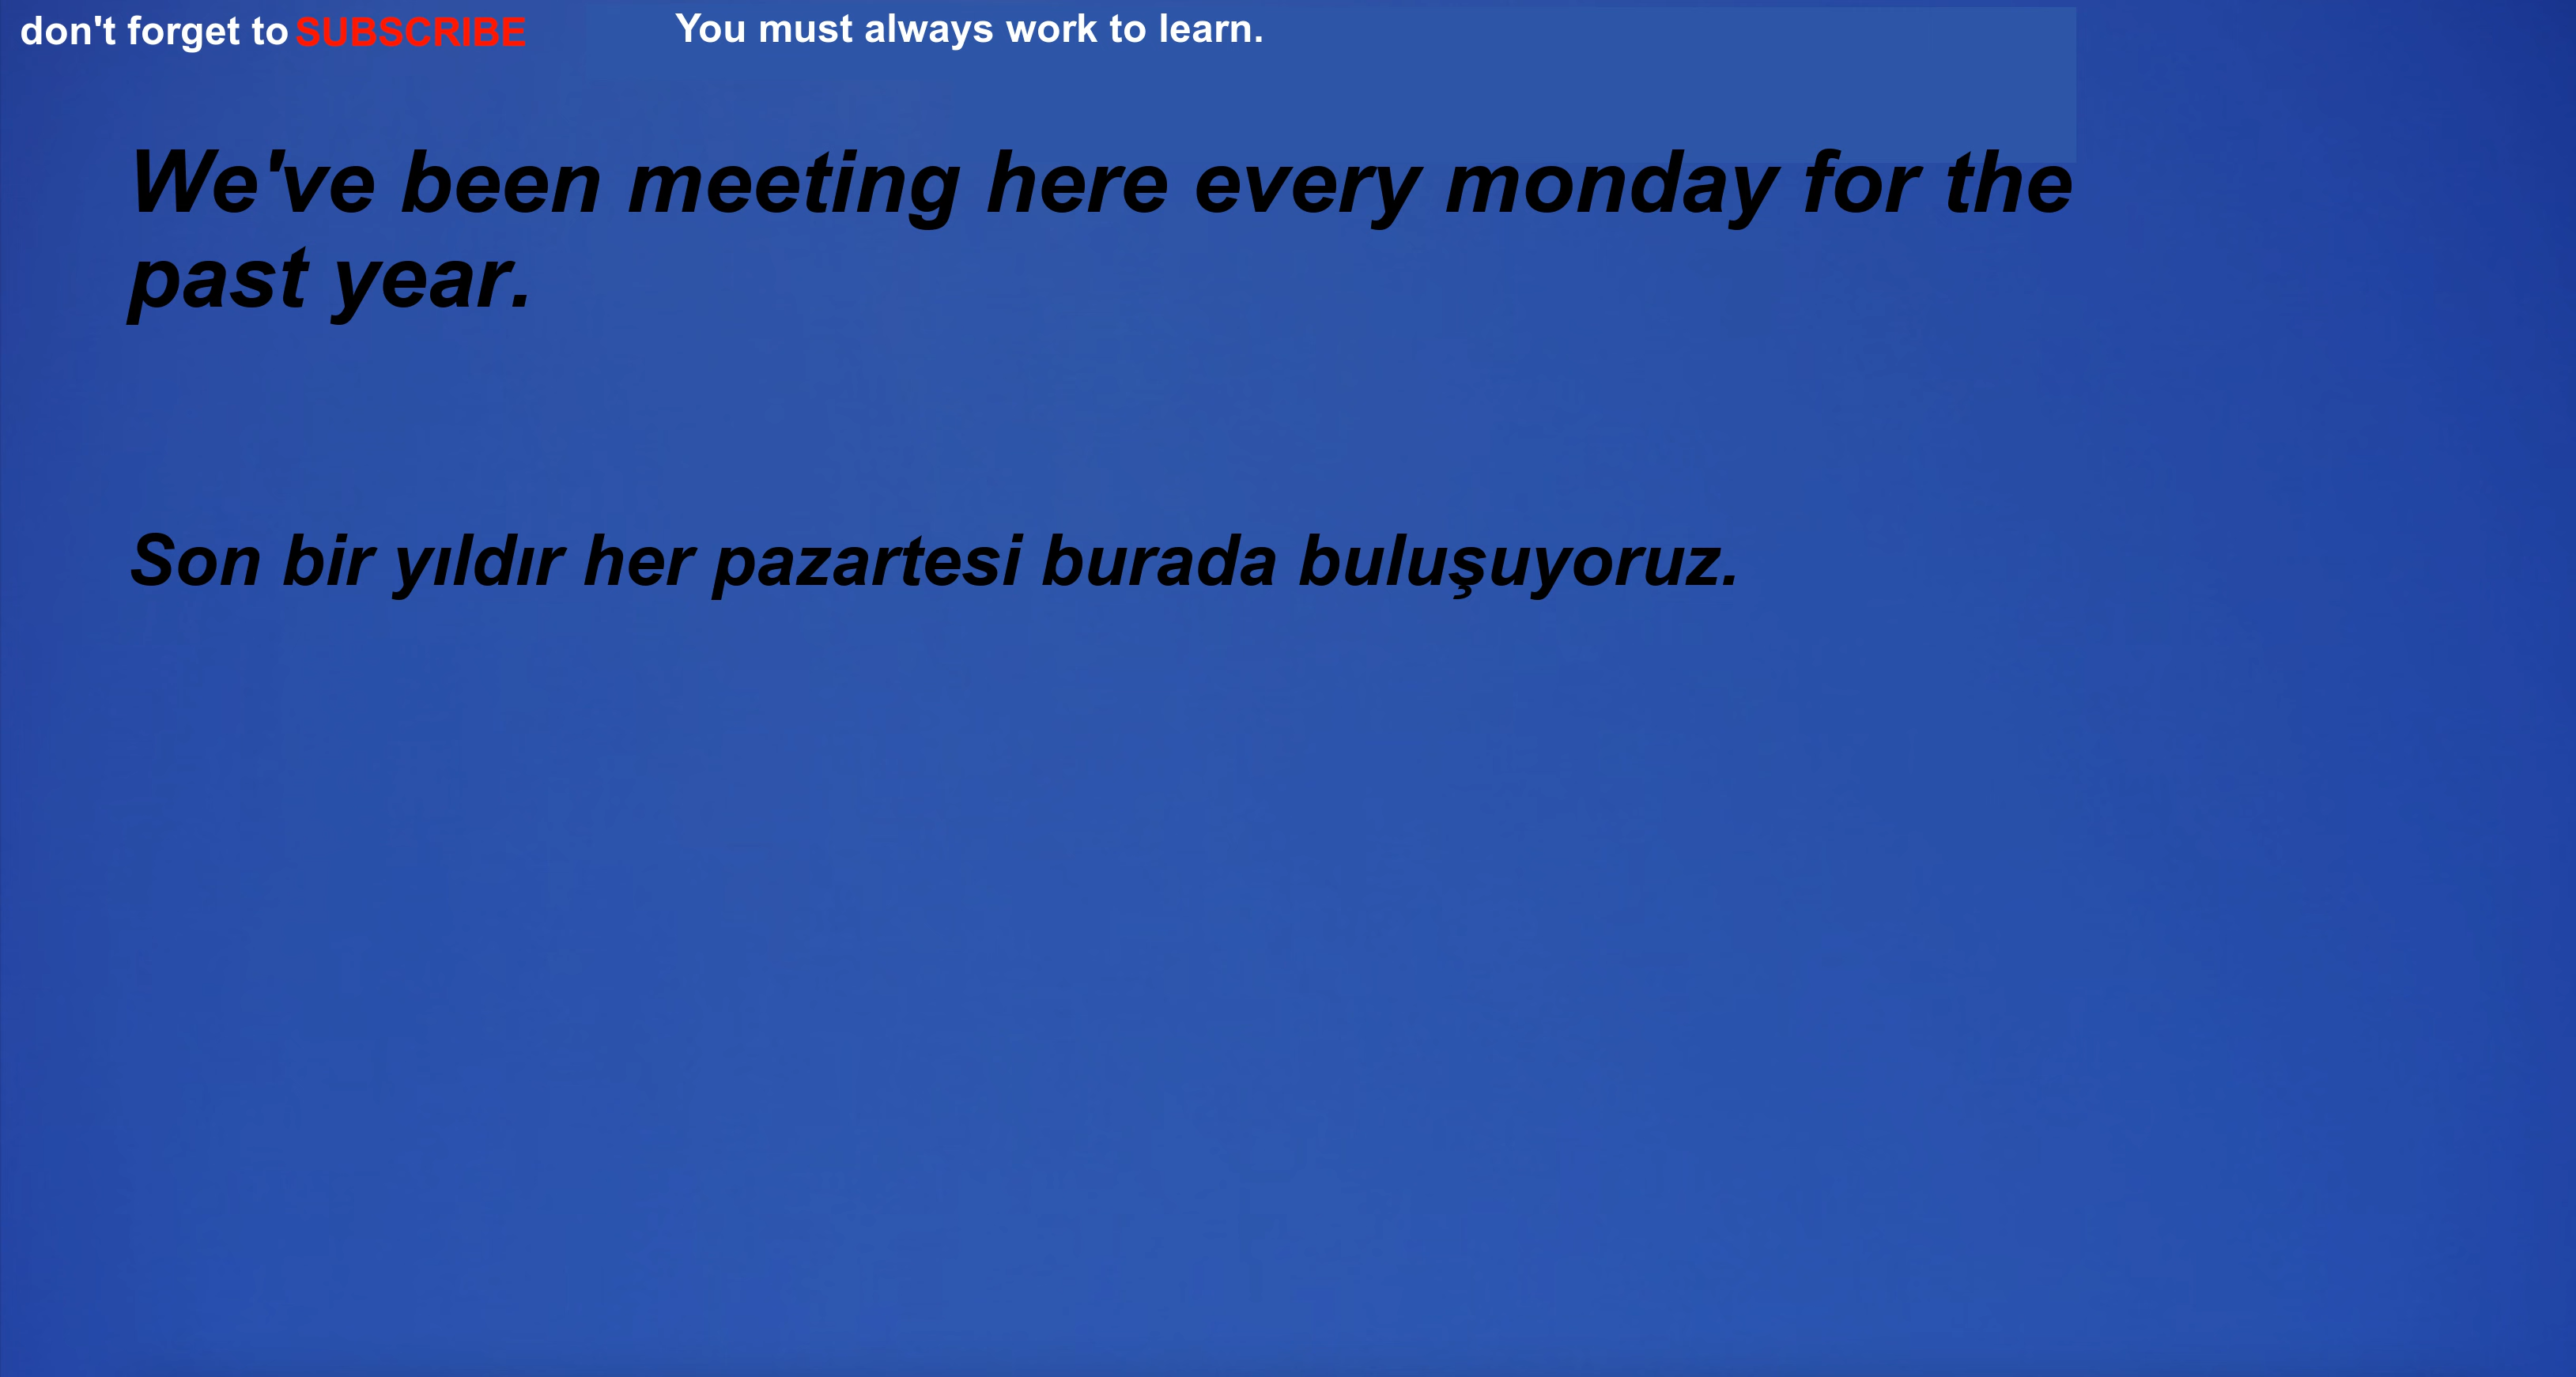 don't forget to SUBSCRIBE
You must always work to learn.
We've been meeting here every monday for the
past year.
Son bir yıldır her pazartesi burada buluşuyoruz.